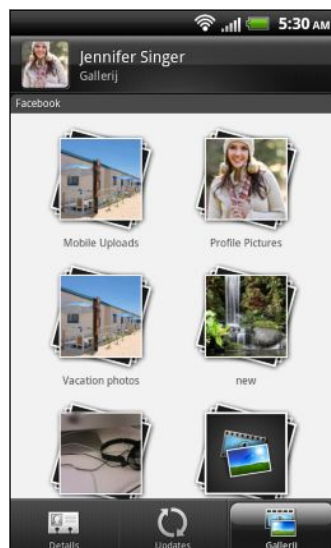 5:30 AM
Jennifer Singer
Gallerij
Facebook
Mobile Uploads
Profile Pictures
Vacation photos
new
Details
Updates
Gallerij